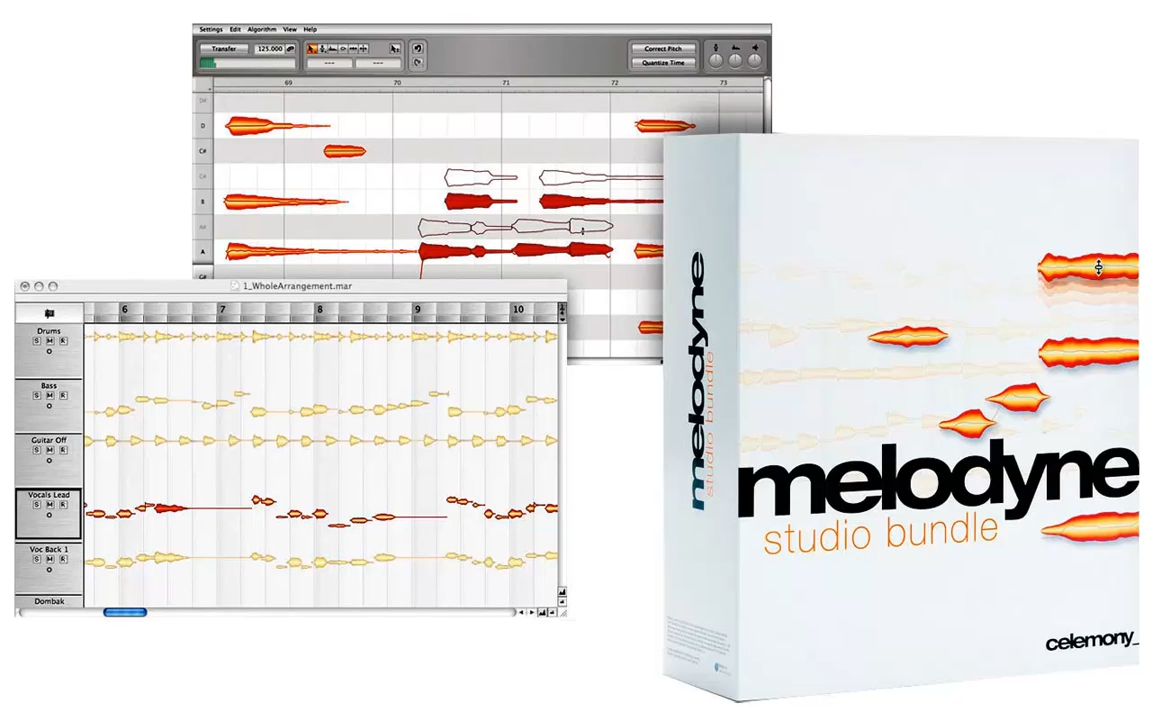 Settings Edit Algorithm View Help
Transfer 125.000
Correct Pitch
Quantize Time
--- ---
69 70 71 72 73
D#
D
C#
C♮
B
A#
A
G#
1_WholeArrangement.mar
6 7 8 9 10
Drums
S M R
Bass
S M R
Guitar Off
S M R
Vocals Lead
S M R
Voc Back 1
S M R
Dombak
melodyne
studio bundle
melodyne
studio bundle
celemony_